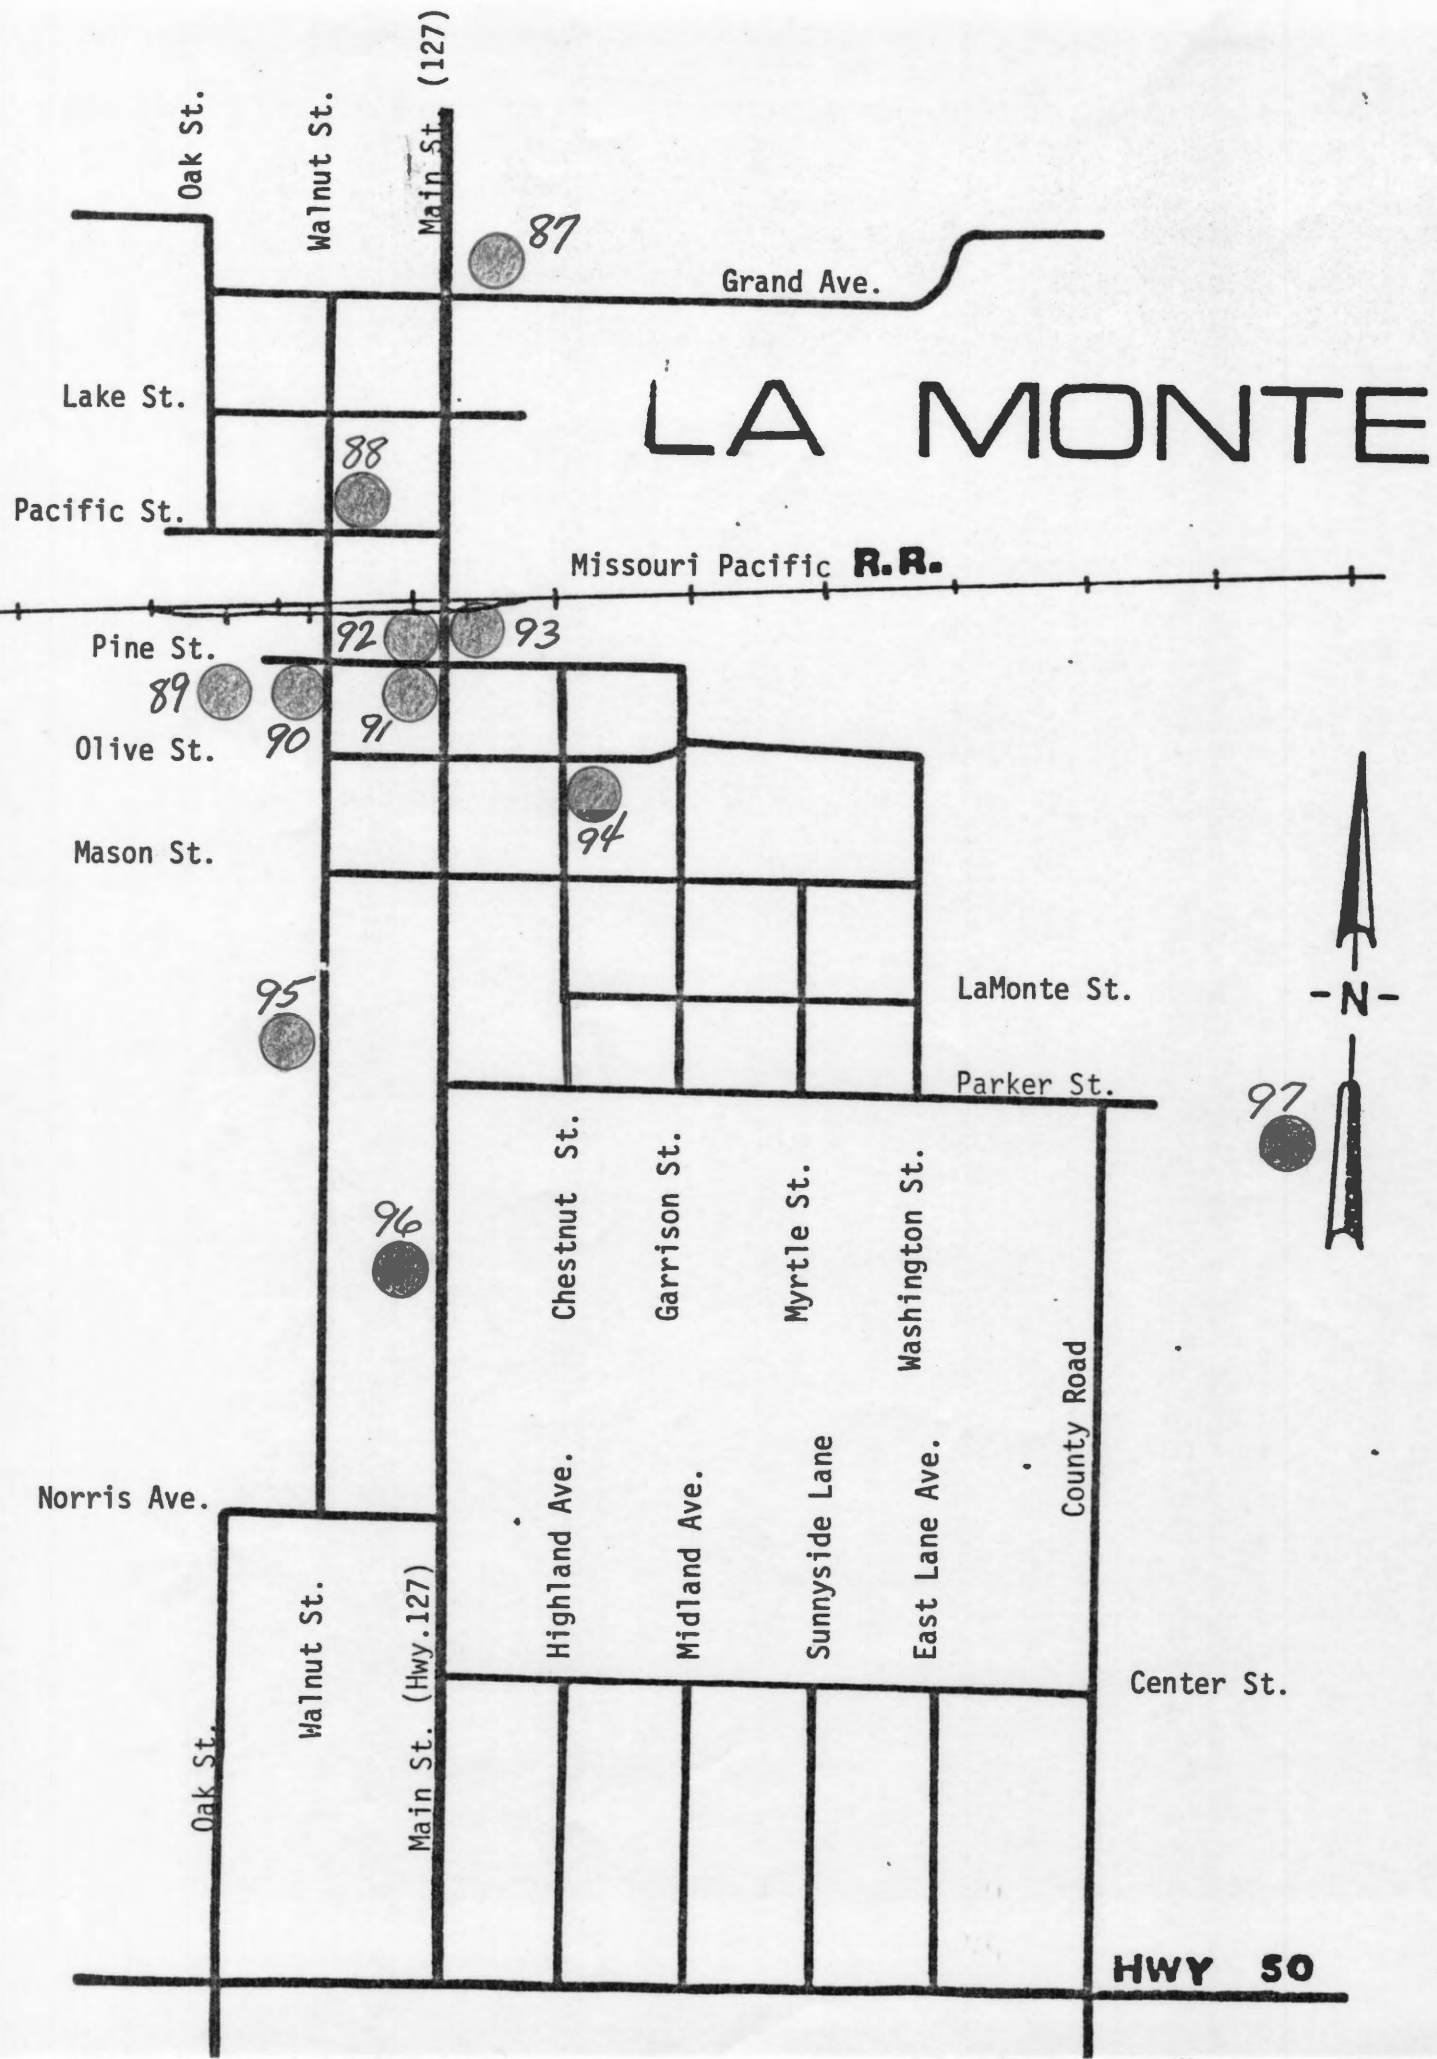 Oak St.
Walnut St.
Main St. (127)
87
Grand Ave.
Lake St.
LA MONTE
88
Pacific St.
Missouri Pacific R.R.
Pine St.
92
93
89
90
91
Olive St.
94
Mason St.
95
LaMonte St.
-N-
Parker St.
97
96
Chestnut St.
Garrison St.
Myrtle St.
Washington St.
County Road
Norris Ave.
Highland Ave.
Midland Ave.
Sunnyside Lane
East Lane Ave.
Walnut St.
Main St. (Hwy.127)
Oak St.
Center St.
HWY 50